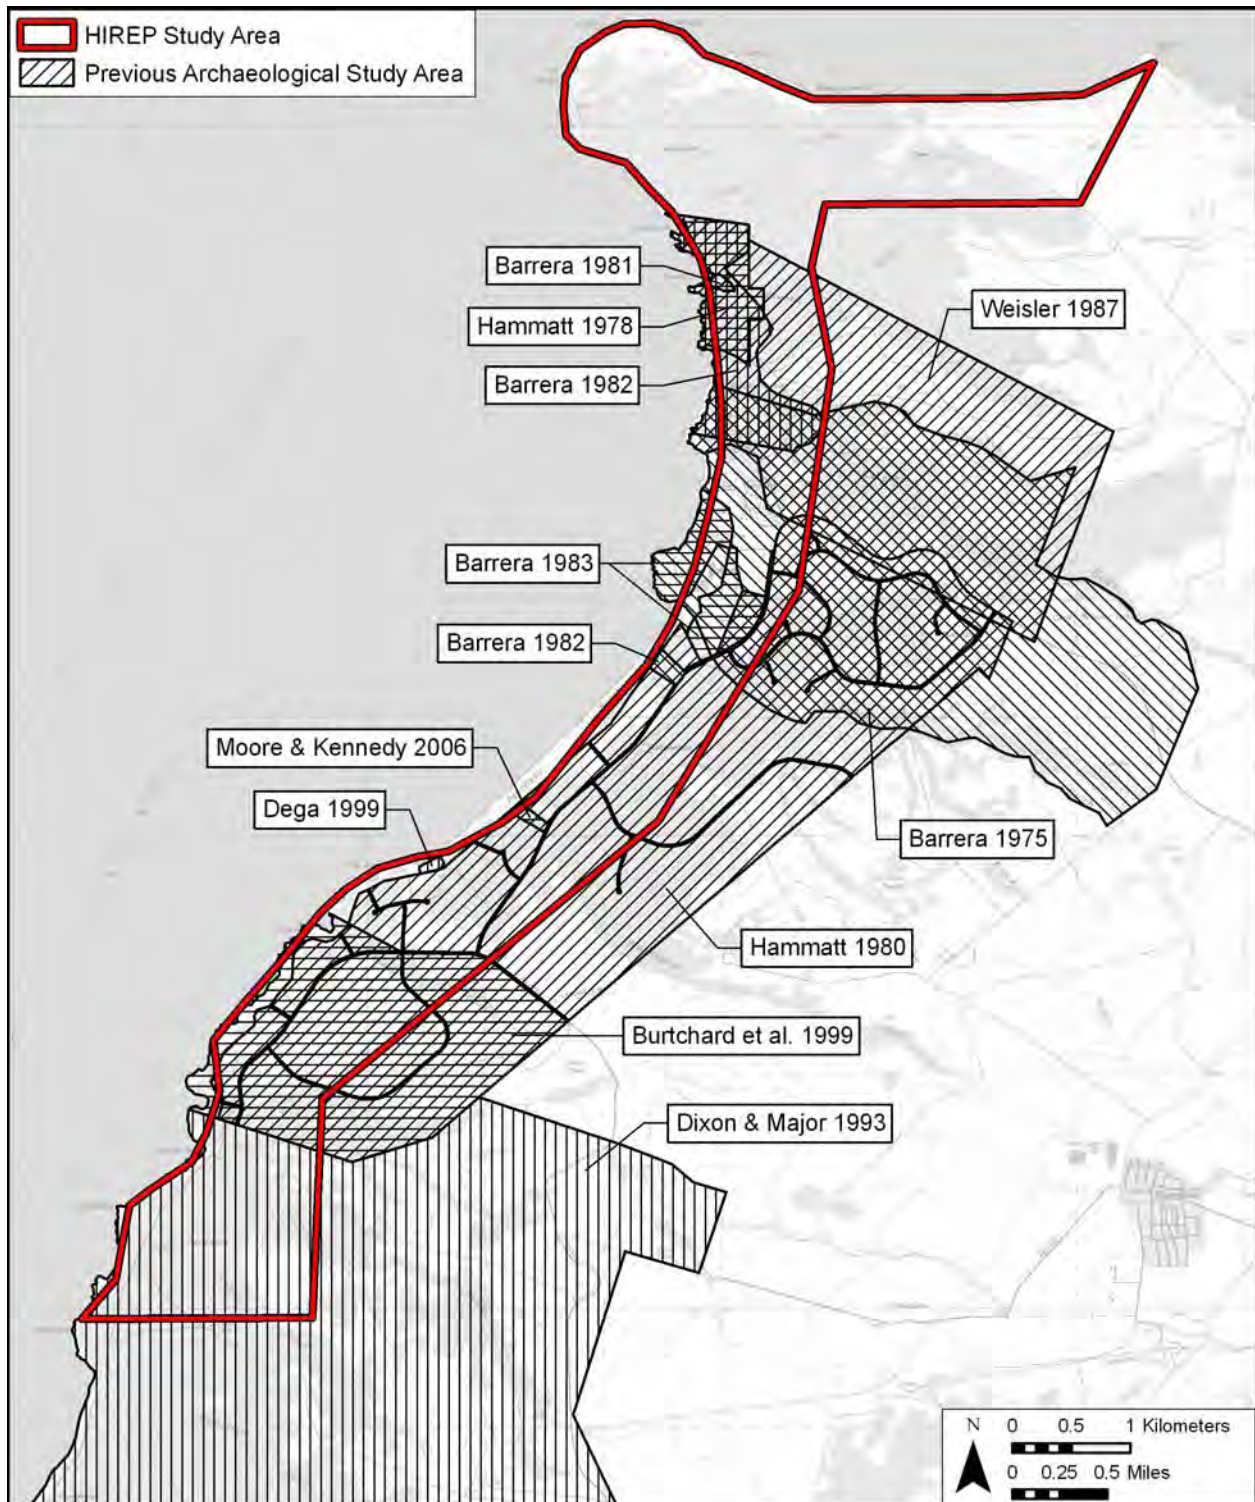 HIREP Study Area
Previous Archaeological Study Area
Barrera 1981
Hammatt 1978
Weisler 1987
Barrera 1982
Barrera 1983
Barrera 1982
Moore & Kennedy 2006
Dega 1999
Barrera 1975
Hammatt 1980
Burtchard et al. 1999
Dixon & Major 1993
N
0 0.5 1 Kilometers
0 0.25 0.5 Miles